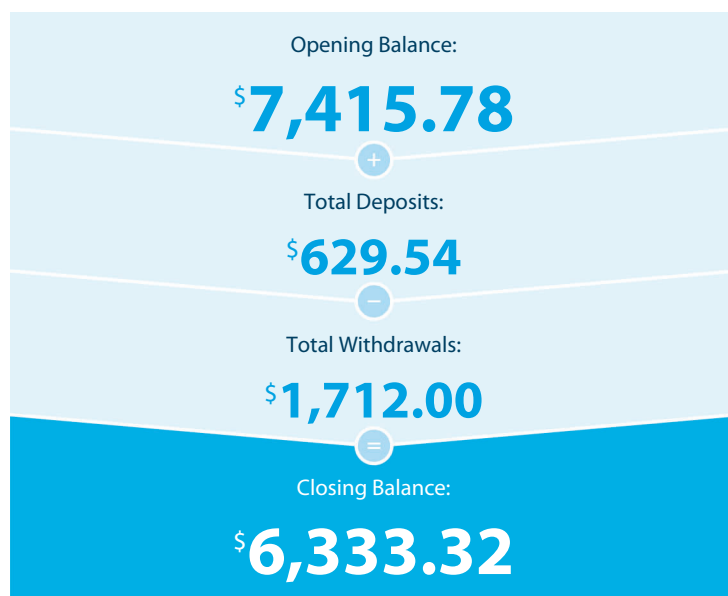 Opening Balance:
$7,415.78
+
Total Deposits:
$629.54
−
Total Withdrawals:
$1,712.00
=
Closing Balance:
$6,333.32